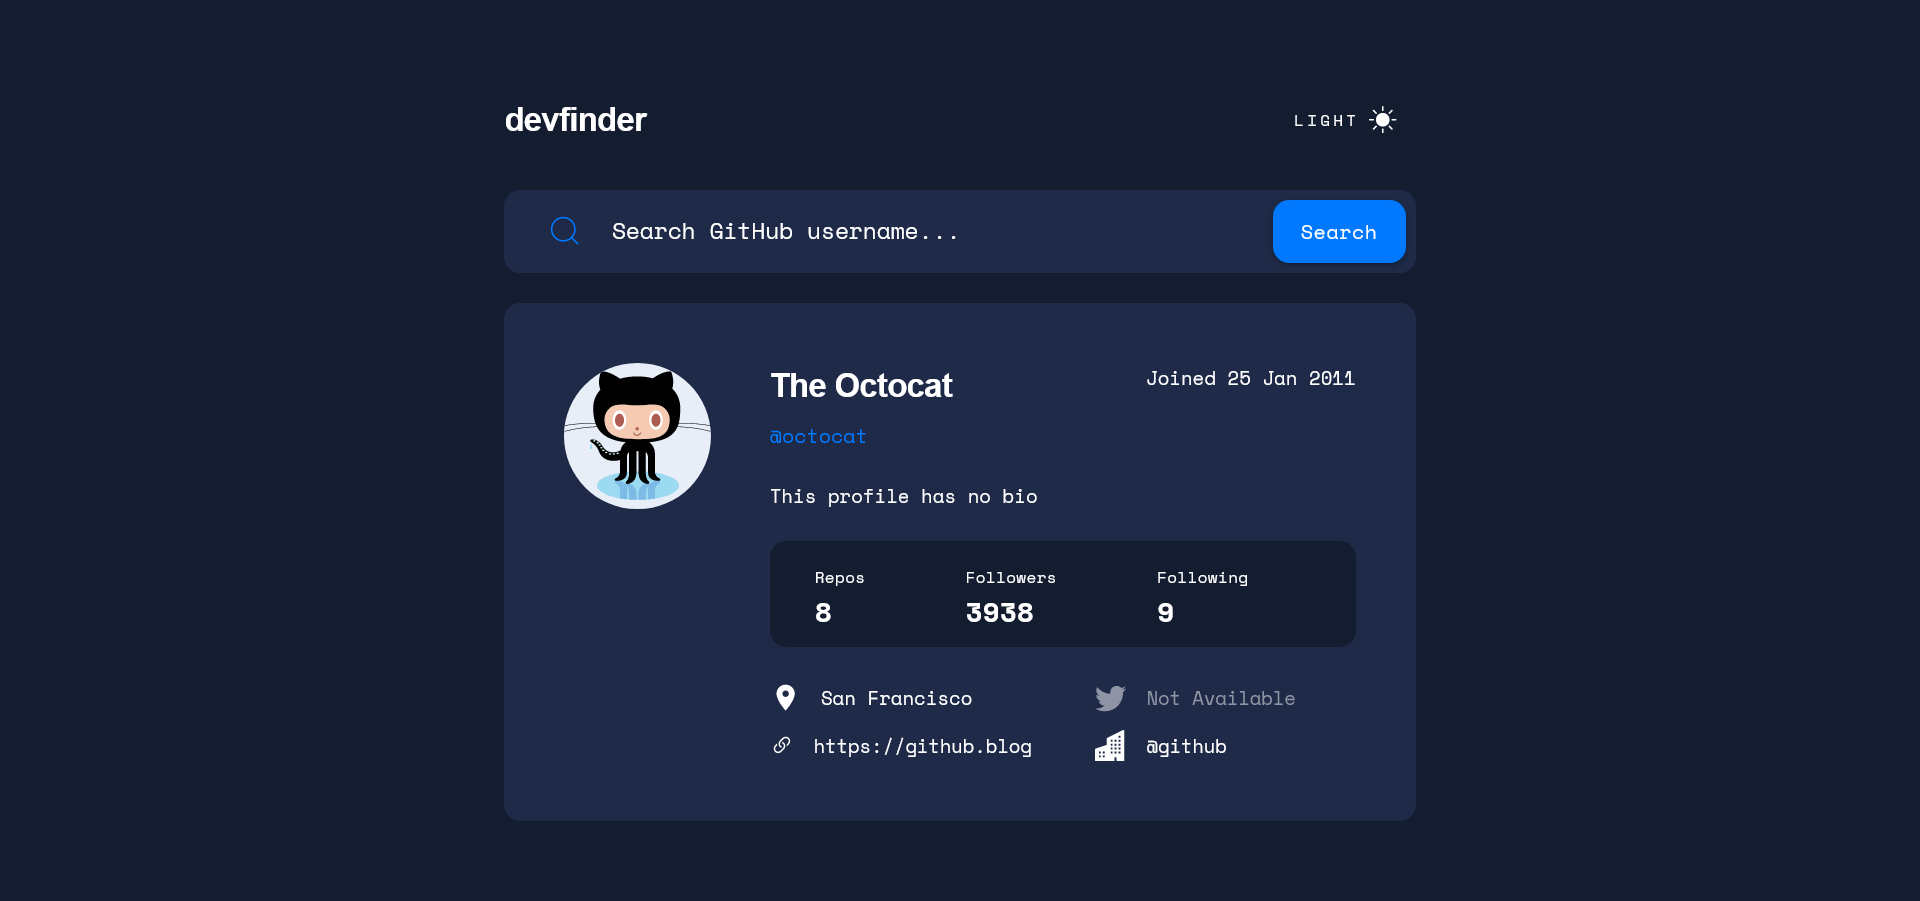 devfinder
LIGHT
Search GitHub username...
Search
The Octocat
Joined 25 Jan 2011
@octocat
This profile has no bio
Repos Followers Following
8 3938 9
San Francisco
Not Available
https://github.blog
@github